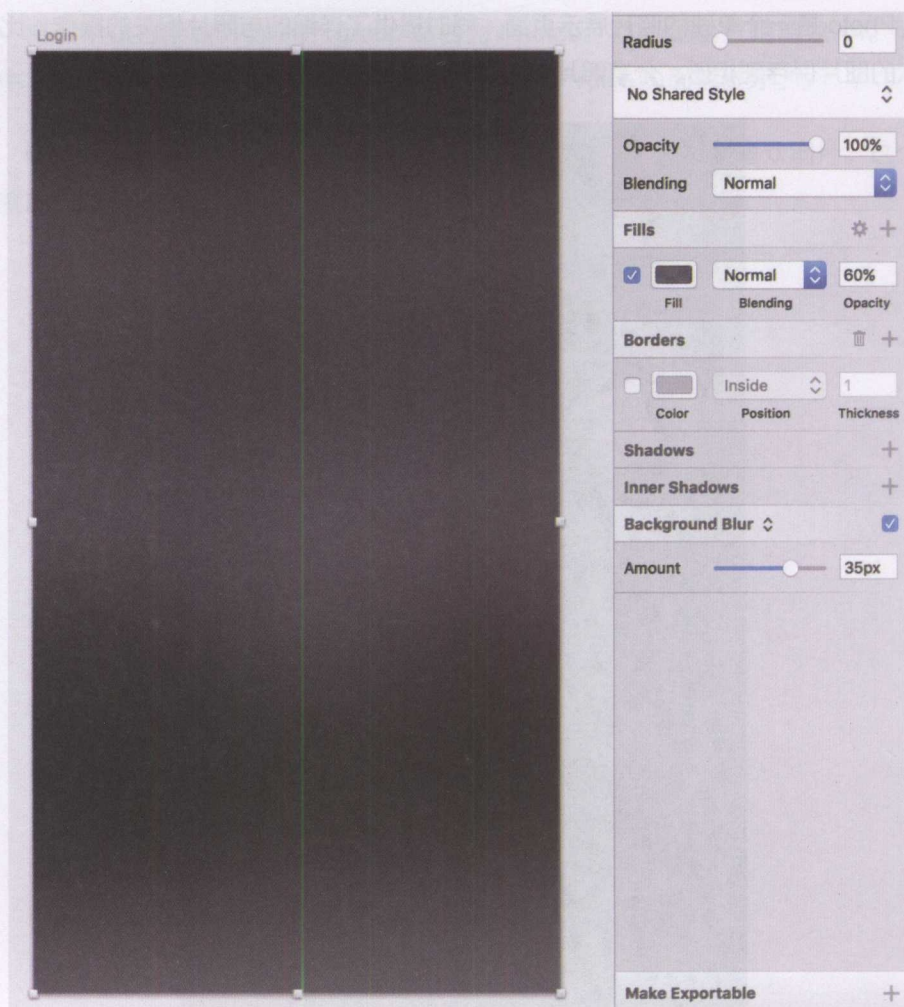 Login
Radius 0
No Shared Style
Opacity 100%
Blending Normal
Fills
Normal 60%
Fill Blending Opacity
Borders
Inside 1
Color Position Thickness
Shadows
Inner Shadows
Background Blur
Amount 35px
Make Exportable